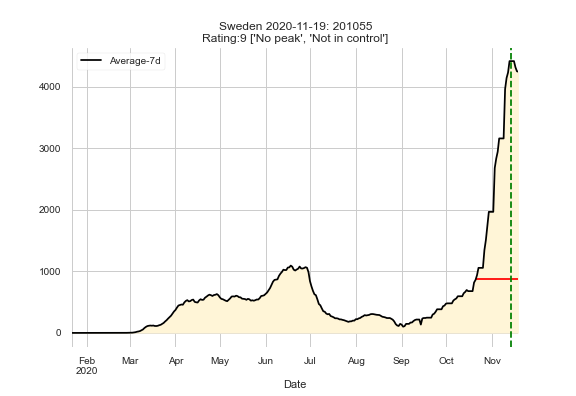 Sweden 2020-11-19: 201055
Rating:9 ['No peak', 'Not in control']
Average-7d
4000
3000
2000
1000
0
Feb Mar Apr May Jun Jul Aug Sep Oct Nov
2020
Date